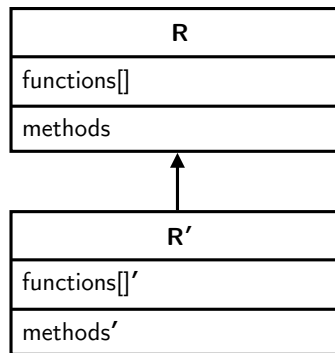 R
functions[]
methods
R′
functions[]′
methods′